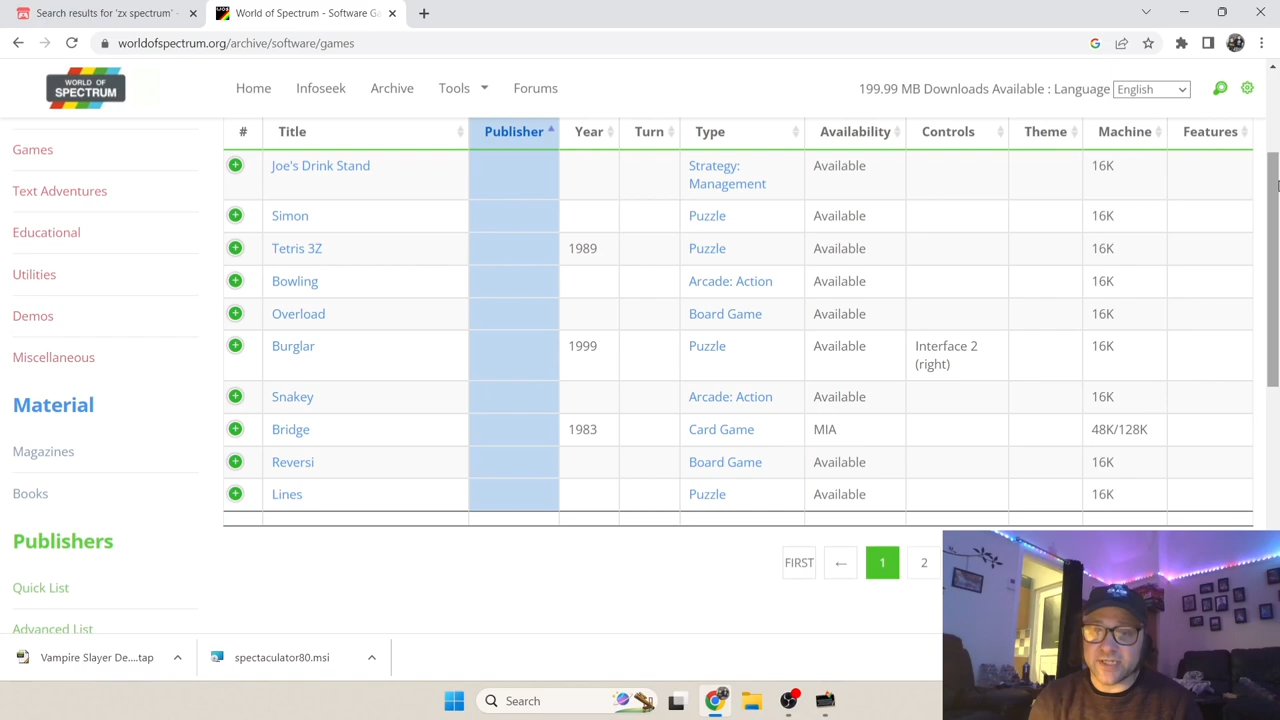 Search results for 'zx spectrum' -
World of Spectrum - Software Ga
worldofspectrum.org/archive/software/games
WORLD OF
SPECTRUM
Home Infoseek Archive Tools Forums
199.99 MB Downloads Available : Language English
# Title Publisher Year Turn Type Availability Controls Theme Machine Features
Games
Text Adventures
Educational
Utilities
Demos
Miscellaneous
Material
Magazines
Books
Publishers
Quick List
Advanced List
Joe's Drink Stand Strategy: Available 16K
Management
Simon Puzzle Available 16K
Tetris 3Z 1989 Puzzle Available 16K
Bowling Arcade: Action Available 16K
Overload Board Game Available 16K
Burglar 1999 Puzzle Available Interface 2 16K
(right)
Snakey Arcade: Action Available 16K
Bridge 1983 Card Game MIA 48K/128K
Reversi Board Game Available 16K
Lines Puzzle Available 16K
FIRST ← 1 2
Vampire Slayer De....tap
spectaculator80.msi
Search